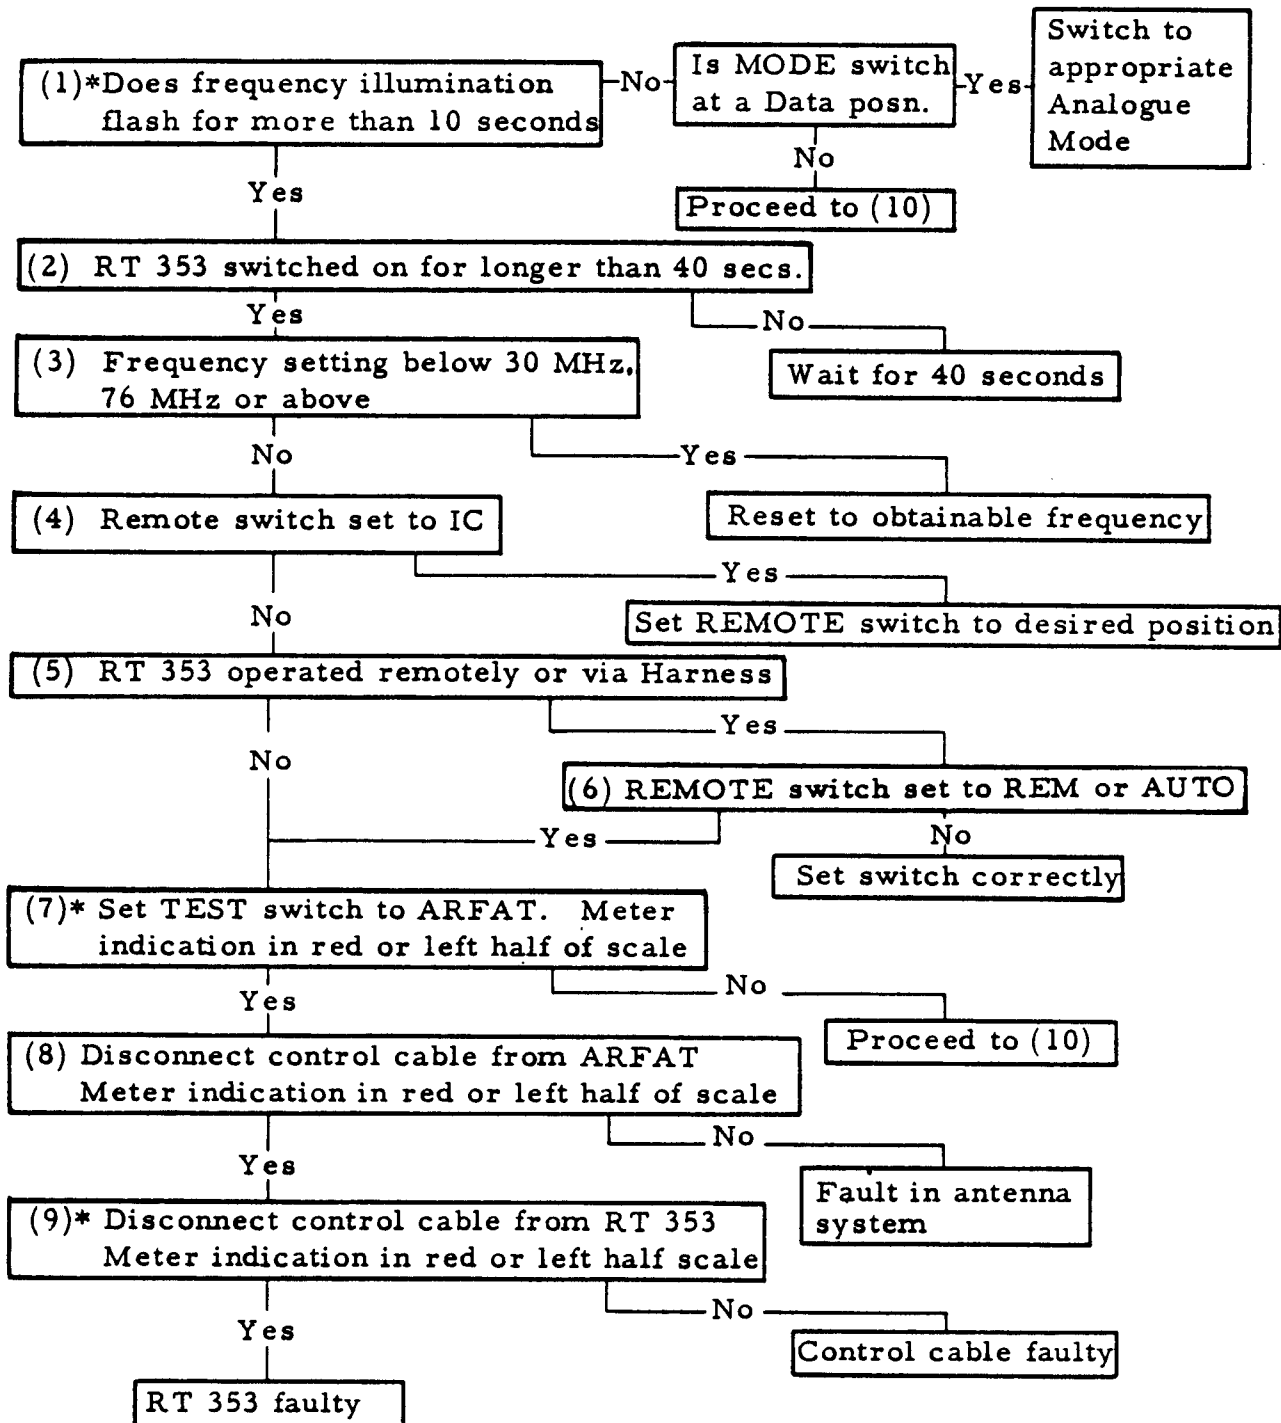 (1)*Does frequency illumination
flash for more than 10 seconds
No
Is MODE switch
at a Data posn.
Yes
Switch to
appropriate
Analogue
Mode
No
Proceed to (10)
Yes
(2) RT 353 switched on for longer than 40 secs.
Yes
No
Wait for 40 seconds
(3) Frequency setting below 30 MHz,
76 MHz or above
No
Yes
Reset to obtainable frequency
(4) Remote switch set to IC
Yes
Set REMOTE switch to desired position
No
(5) RT 353 operated remotely or via Harness
Yes
No
(6) REMOTE switch set to REM or AUTO
Yes
No
Set switch correctly
(7)* Set TEST switch to ARFAT. Meter
indication in red or left half of scale
Yes
No
Proceed to (10)
(8) Disconnect control cable from ARFAT
Meter indication in red or left half of scale
No
Yes
Fault in antenna
system
(9)* Disconnect control cable from RT 353
Meter indication in red or left half scale
No
Yes
Control cable faulty
RT 353 faulty